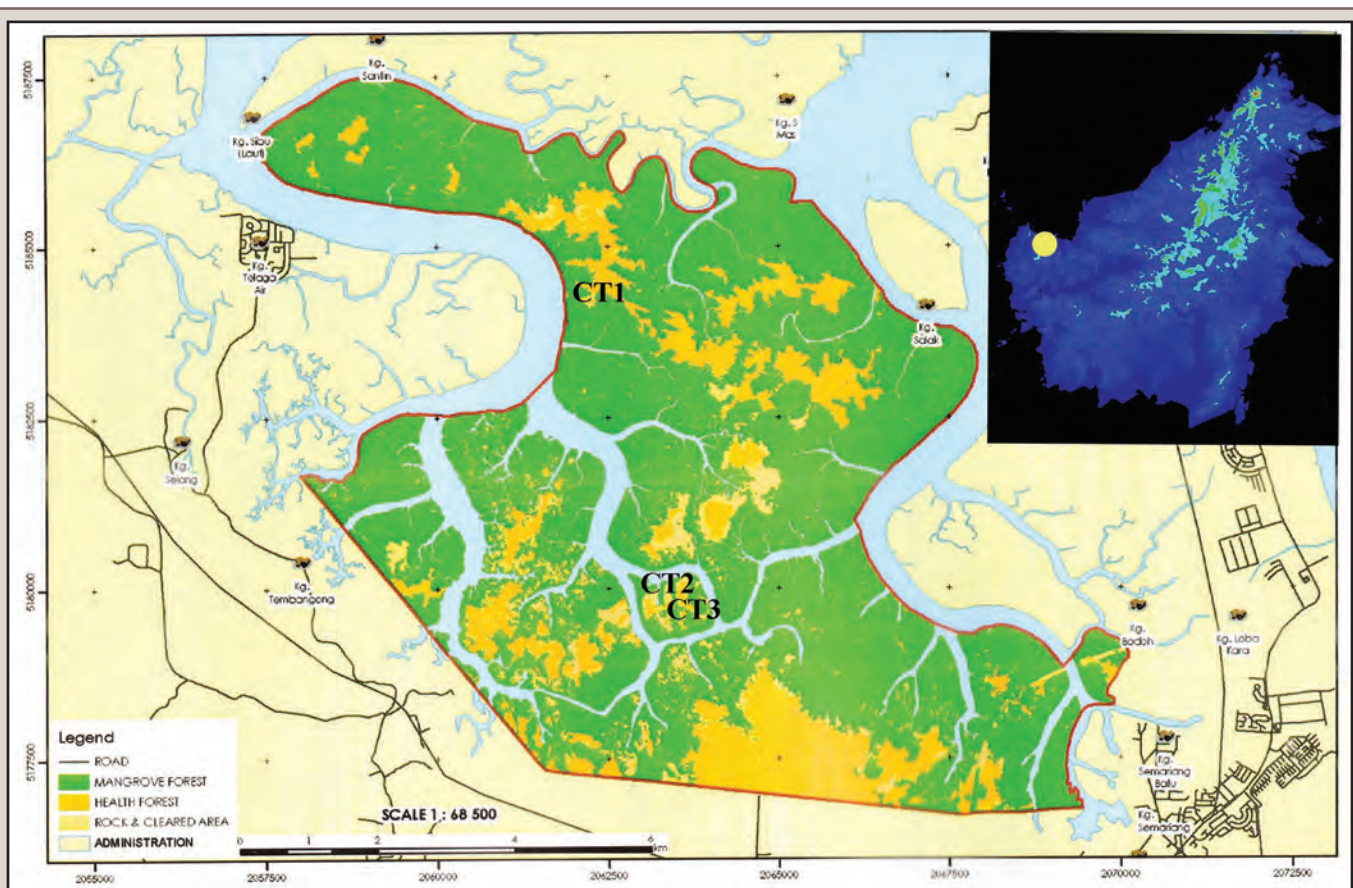 5187500
5185000
5182500
5180000
5177500
Kg.
Santin
Kg. Sibu
(Laut)
Kg. S
Mas
Kg.
Telaga
Air
CT1
Kg.
Salak
Kg.
Selang
Kg.
Tembangong
CT2
CT3
Kg.
Bodoh
Kg. Loba
Kara
Kg.
Semariang
Batu
Kg.
Semariang
Legend
ROAD
MANGROVE FOREST
HEALTH FOREST
ROCK & CLEARED AREA
ADMINISTRATION
SCALE 1 : 68 500
0 1 2 4 6
km
2055000 2057500 2060000 2062500 2065000 2067500 2070000 2072500